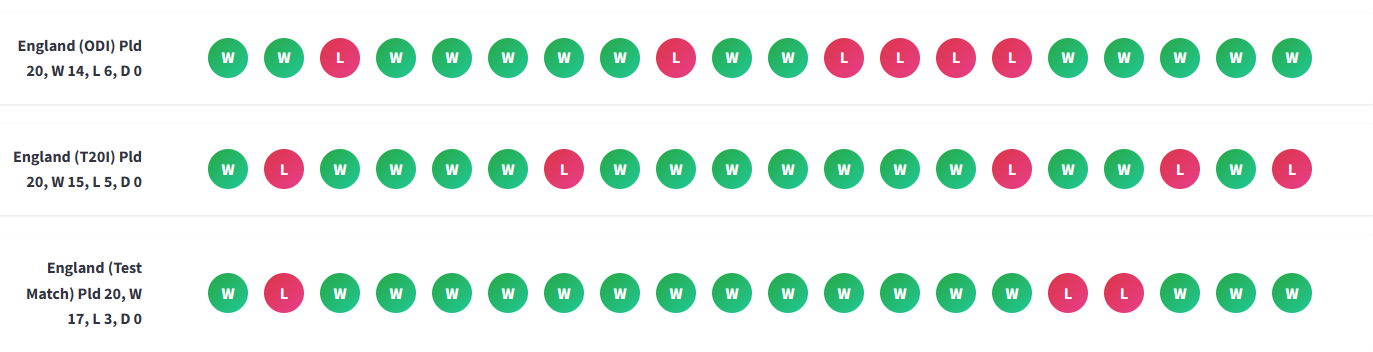 England (ODI) Pld
20, W 14, L 6, D 0
W W L W W W W W L W W L L L L W W W W W
England (T20I) Pld
20, W 15, L 5, D 0
W L W W W W L W W W W W W W L W W L W L
England (Test
Match) Pld 20, W
17, L 3, D 0
W L W W W W W W W W W W W W W L L W W W